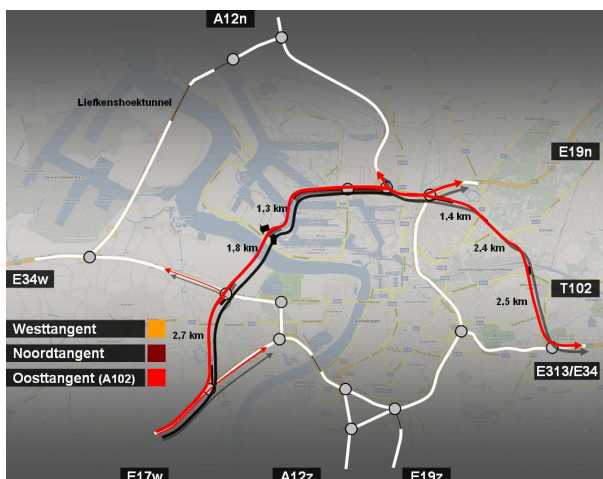 A12n
Liefkenshoektunnel
E19n
1,3 km
1,4 km
1,8 km
2,4 km
E34w
T102
2,5 km
Westtangent
2,7 km
Noordtangent
Oosttangent (A102)
E313/E34
E17w
A12z
E19z